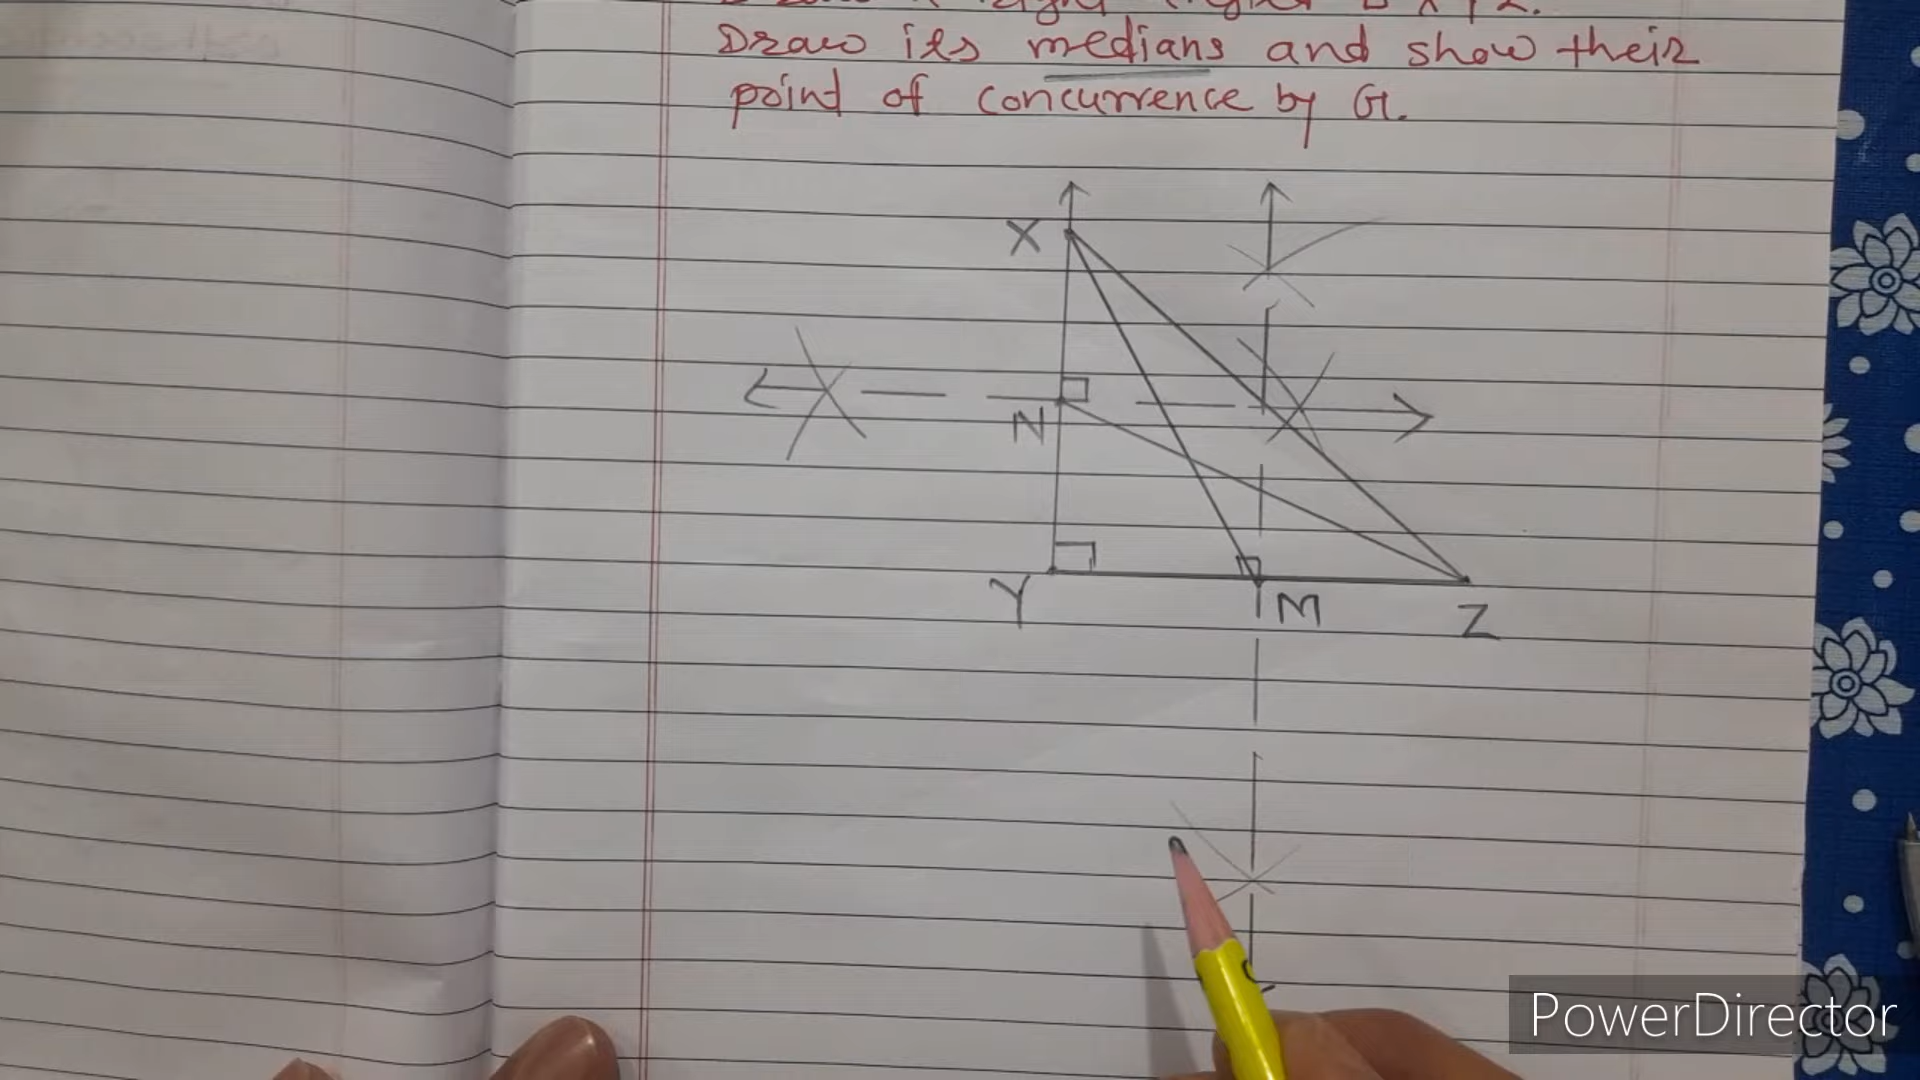 Draw its medians and show their
point of concurrence by G.
X
N
Y
M
Z
PowerDirector